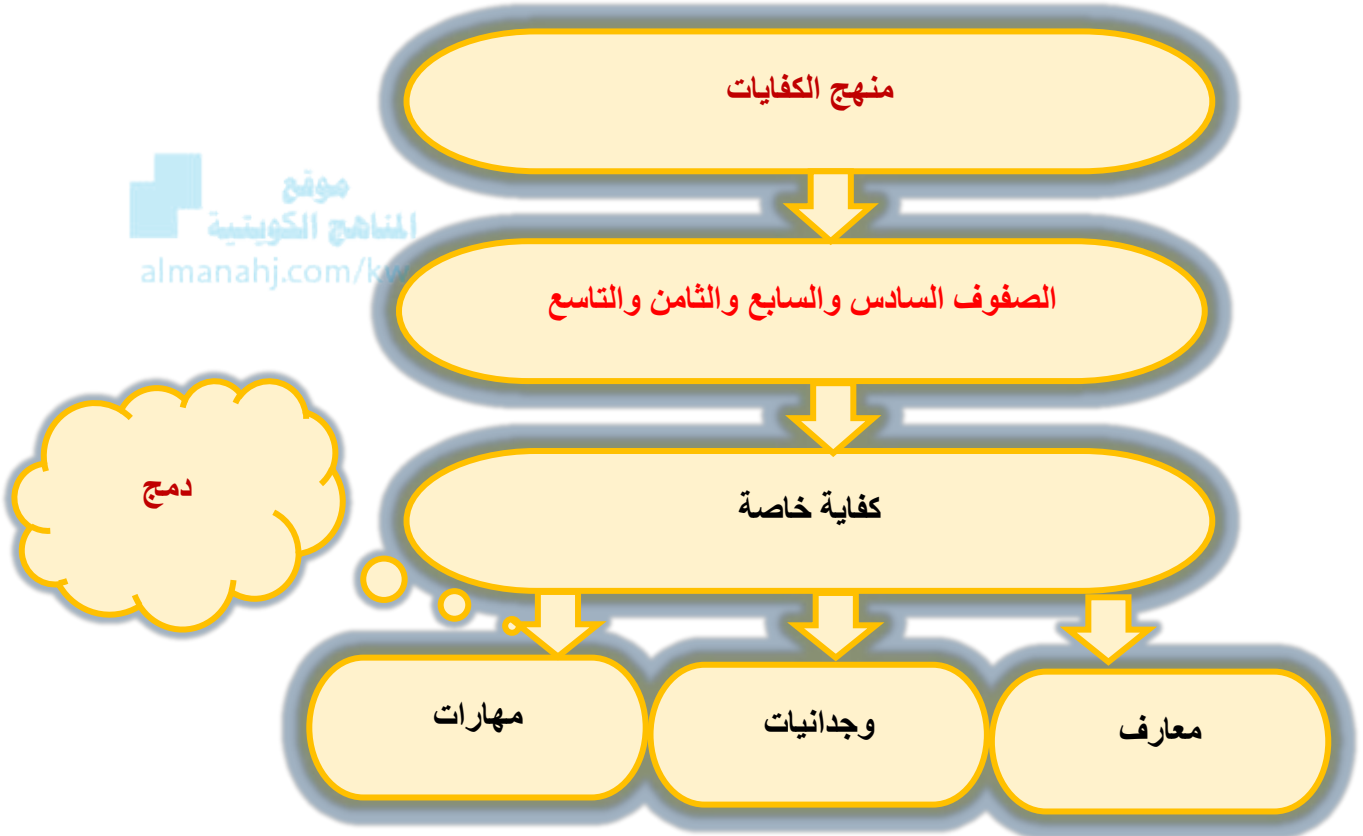 منهج الكفايات
موقع
المناهج الكويتية
almanahj.com/kw
الصفوف السادس والسابع والثامن والتاسع
دمج
كفاية خاصة
معارف
وجدانيات
مهارات